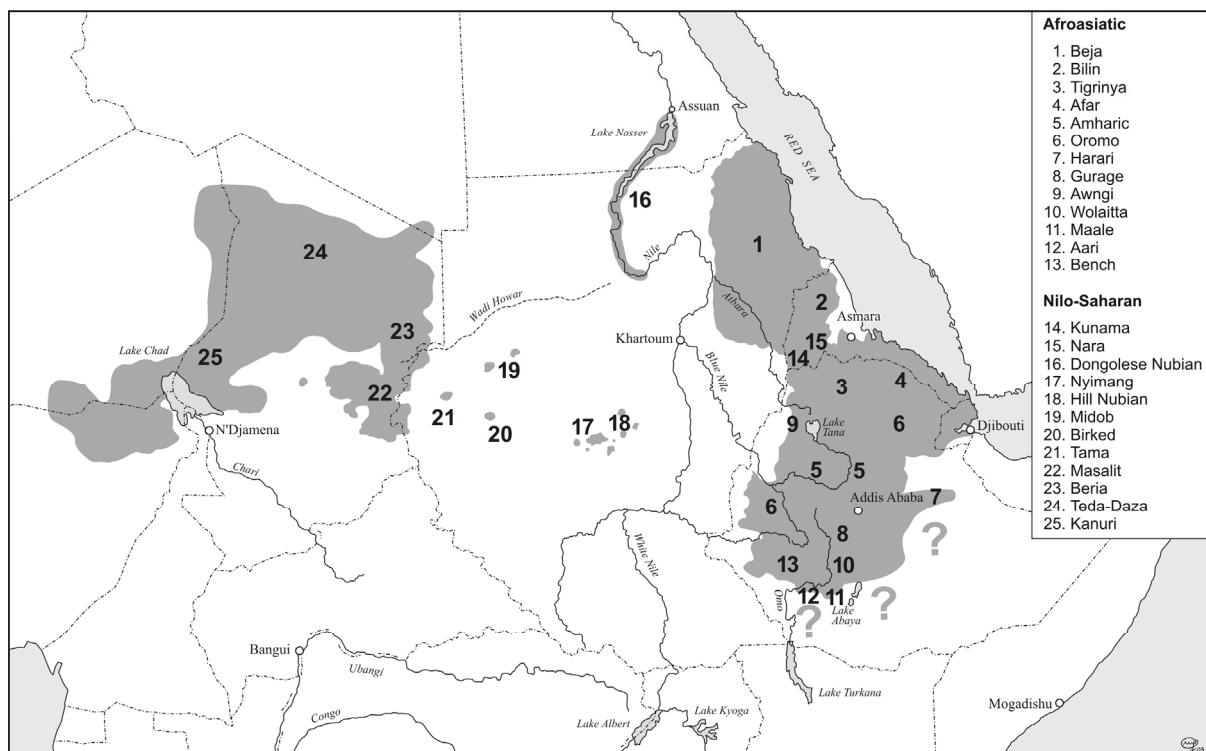 Afroasiatic
1. Beja
2. Bilin
3. Tigrinya
4. Afar
5. Amharic
6. Oromo
7. Harari
8. Gurage
9. Awngi
10. Wolaitta
11. Maale
12. Aari
13. Bench
Nilo-Saharan
14. Kunama
15. Nara
16. Dongolese Nubian
17. Nyimang
18. Hill Nubian
19. Midob
20. Birked
21. Tama
22. Masalit
23. Beria
24. Teda-Daza
25. Kanuri
Assuan
Lake Nasser
RED SEA
16
1
24
Nile
Wadi Howar
Atbara
2
Asmara
23
Khartoum
15
14
Lake Chad
25
Blue Nile
19
3
4
22
21
20
17
18
9
Lake
Tana
6
Djibouti
N'Djamena
Chari
5
5
Addis Ababa
7
6
8
?
White Nile
13
10
12
11
Omo
Lake
Abaya
?
?
Bangui
Ubangi
Congo
Lake Albert
Lake Kyoga
Lake Turkana
Mogadishu